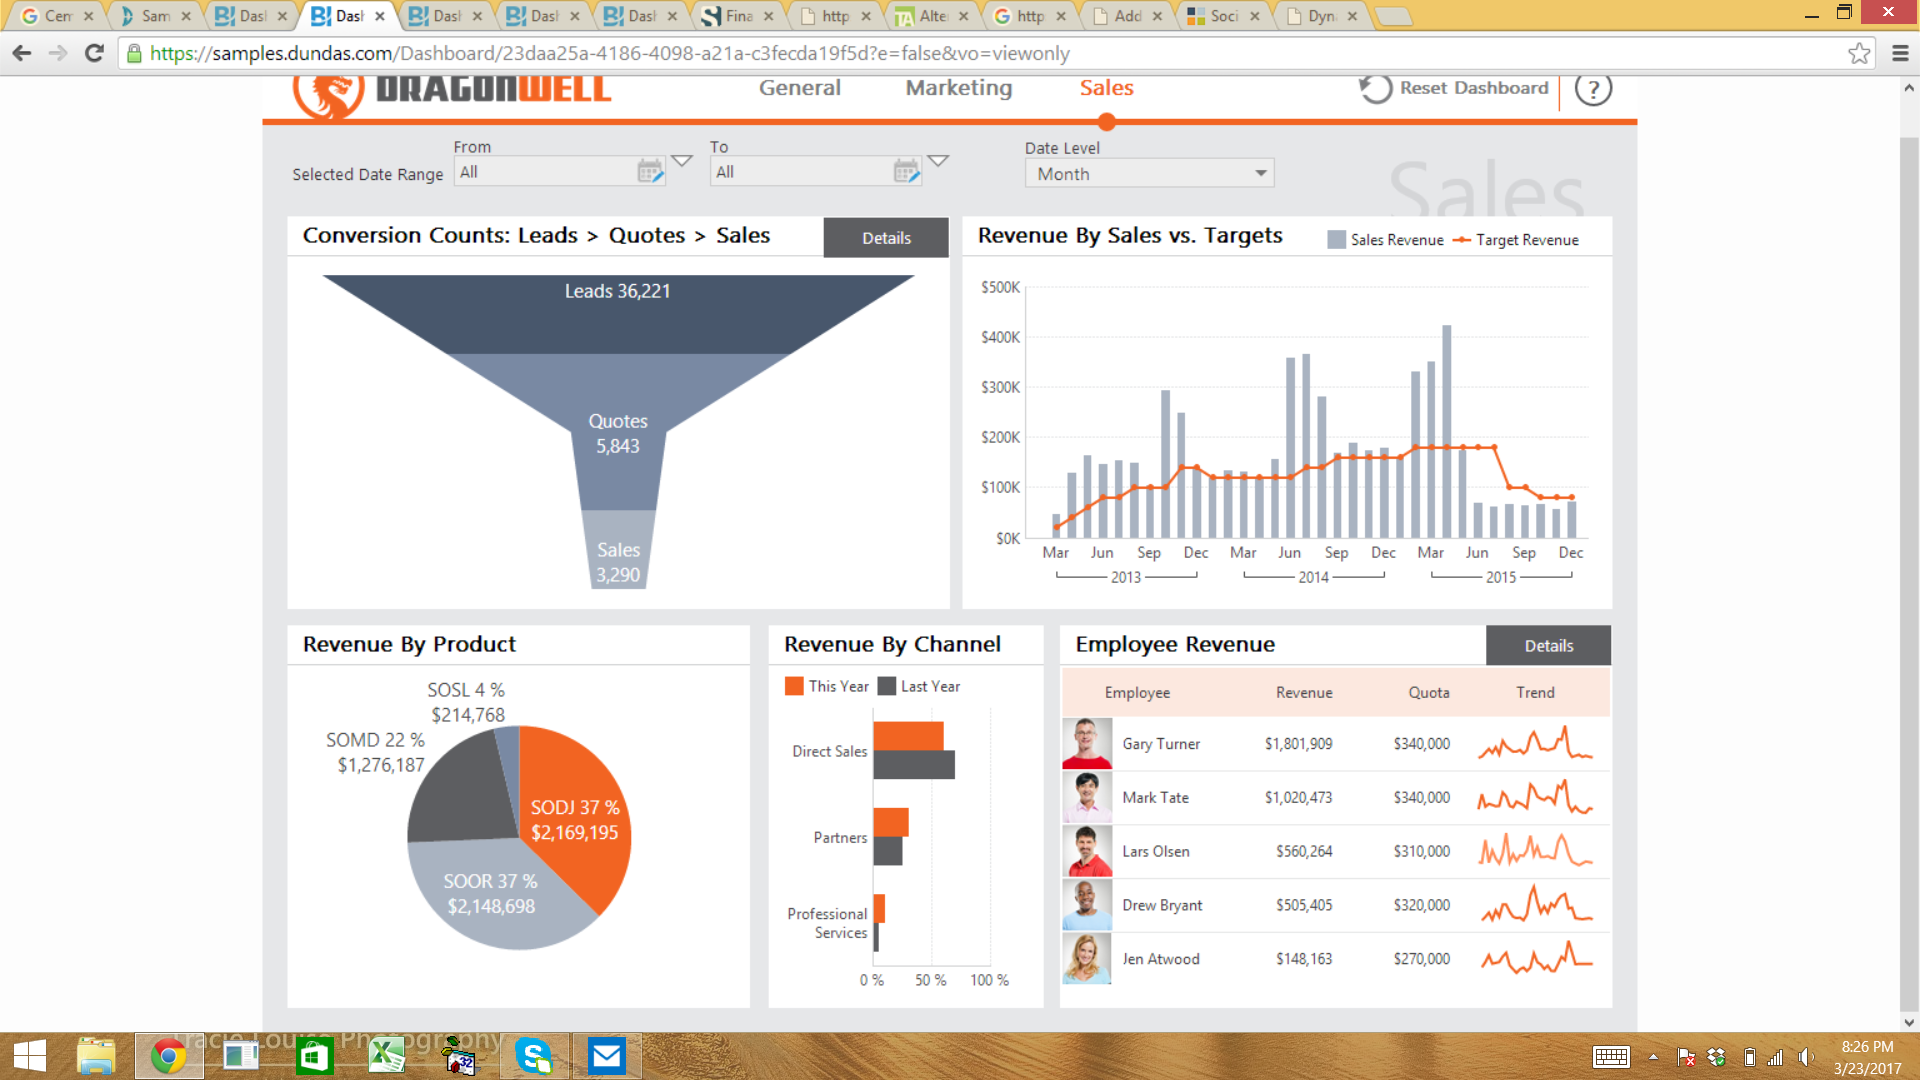 Cen
Sam
Dasl
Dasl
Dasl
Dasl
Dasl
Fina
http
Alte
http
Add
Soci
Dyn
https://samples.dundas.com/Dashboard/23daa25a-4186-4098-a21a-c3fecda19f5d?e=false&vo=viewonly
DRAGONWELL
General
Marketing
Sales
Reset Dashboard
?
Selected Date Range
From
All
To
All
Date Level
Month
Sales
Conversion Counts: Leads > Quotes > Sales
Details
Leads 36,221
Quotes
5,843
Sales
3,290
Revenue By Sales vs. Targets
Sales Revenue
Target Revenue
$500K
$400K
$300K
$200K
$100K
$0K
Mar Jun Sep Dec Mar Jun Sep Dec Mar Jun Sep Dec
2013 2014 2015
Revenue By Product
SOSL 4 %
$214,768
SOMD 22 %
$1,276,187
SODJ 37 %
$2,169,195
SOOR 37 %
$2,148,698
Revenue By Channel
This Year
Last Year
Direct Sales
Partners
Professional
Services
0 % 50 % 100 %
Employee Revenue
Details
Employee Revenue Quota Trend
Gary Turner $1,801,909 $340,000
Mark Tate $1,020,473 $340,000
Lars Olsen $560,264 $310,000
Drew Bryant $505,405 $320,000
Jen Atwood $148,163 $270,000
Tracie Louise Photography
32
8:26 PM
3/23/2017